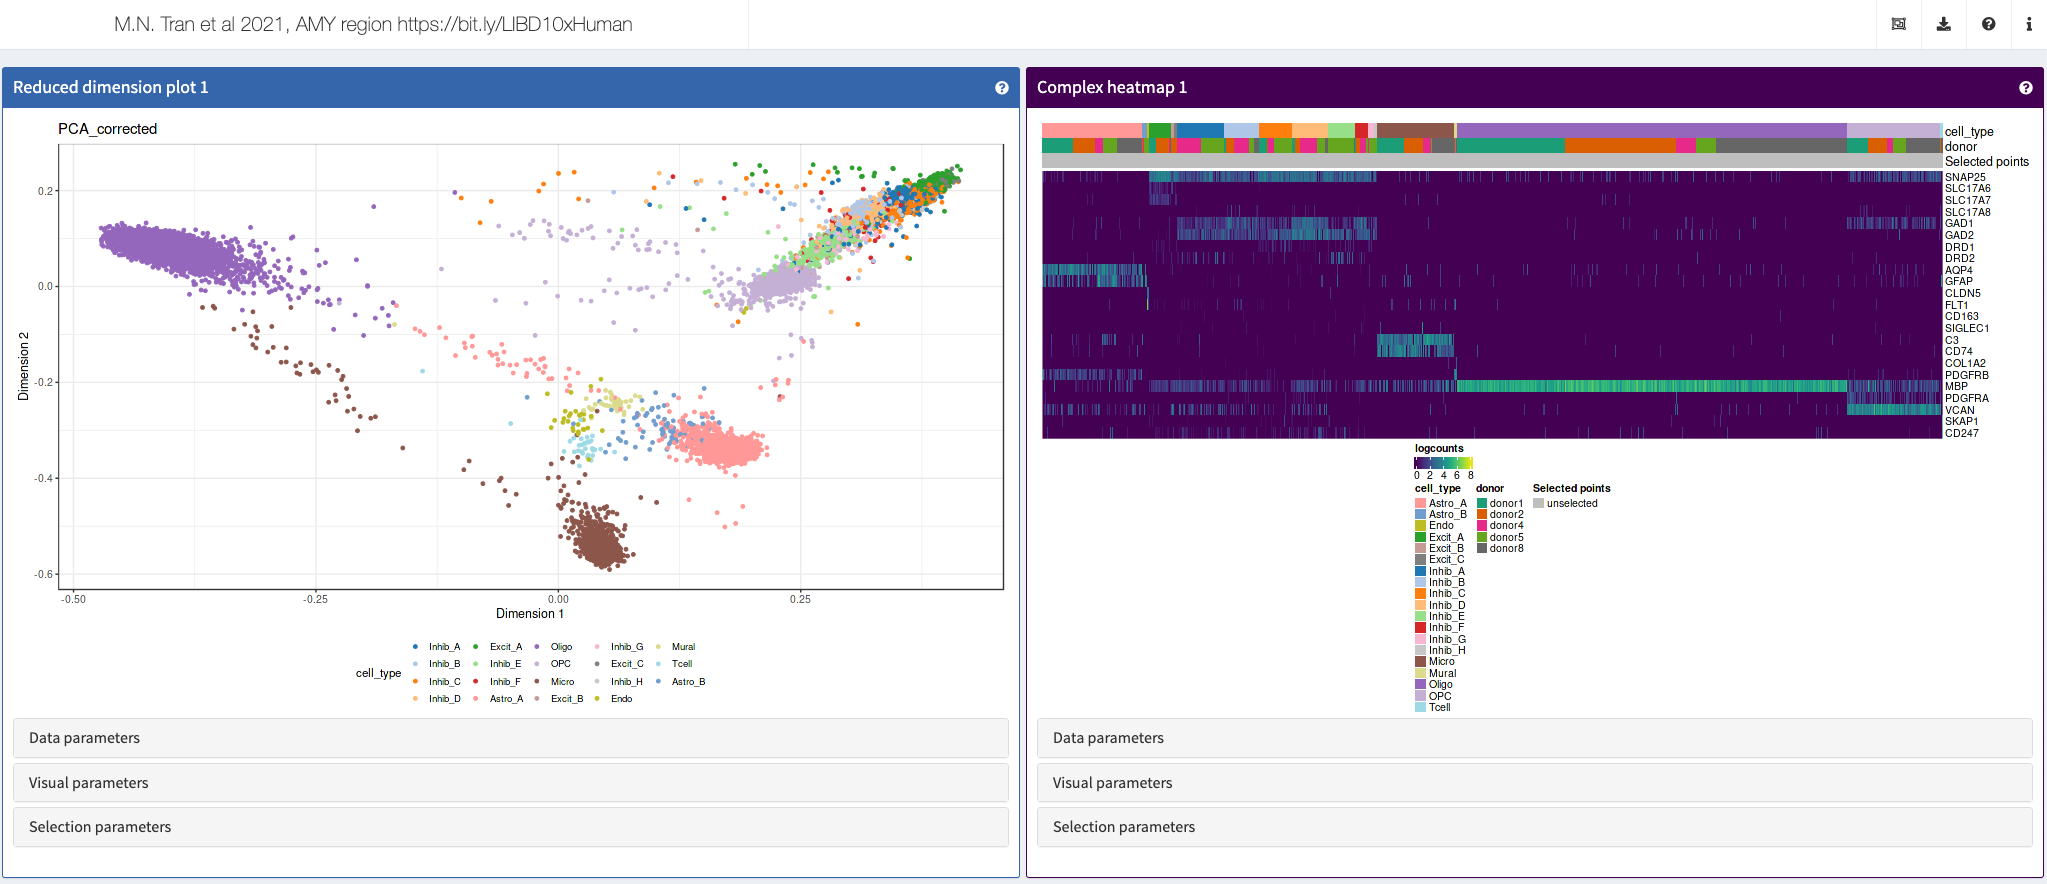 M.N. Tran et al 2021, AMY region https://bit.ly/LIBD10xHuman
Reduced dimension plot 1
PCA_corrected
Dimension 2
0.2
0.0
-0.2
-0.4
-0.6
-0.50 -0.25 0.00 0.25
Dimension 1
cell_type
Inhib_A Excit_A Oligo Inhib_G Mural
Inhib_B Inhib_E OPC Excit_C Tcell
Inhib_C Inhib_F Micro Inhib_H Astro_B
Inhib_D Astro_A Excit_B Endo
Data parameters
Visual parameters
Selection parameters
Complex heatmap 1
cell_type
donor
Selected points
SNAP25
SLC17A6
SLC17A7
SLC17A8
GAD1
GAD2
DRD1
DRD2
AQP4
GFAP
CLDN5
FLT1
CD163
SIGLEC1
C3
CD74
COL1A2
PDGFRB
MBP
PDGFRA
VCAN
SKAP1
CD247
logcounts
0 2 4 6 8
cell_type donor Selected points
Astro_A donor1 unselected
Astro_B donor2
Endo donor4
Excit_A donor5
Excit_B donor8
Excit_C
Inhib_A
Inhib_B
Inhib_C
Inhib_D
Inhib_E
Inhib_F
Inhib_G
Inhib_H
Micro
Mural
Oligo
OPC
Tcell
Data parameters
Visual parameters
Selection parameters